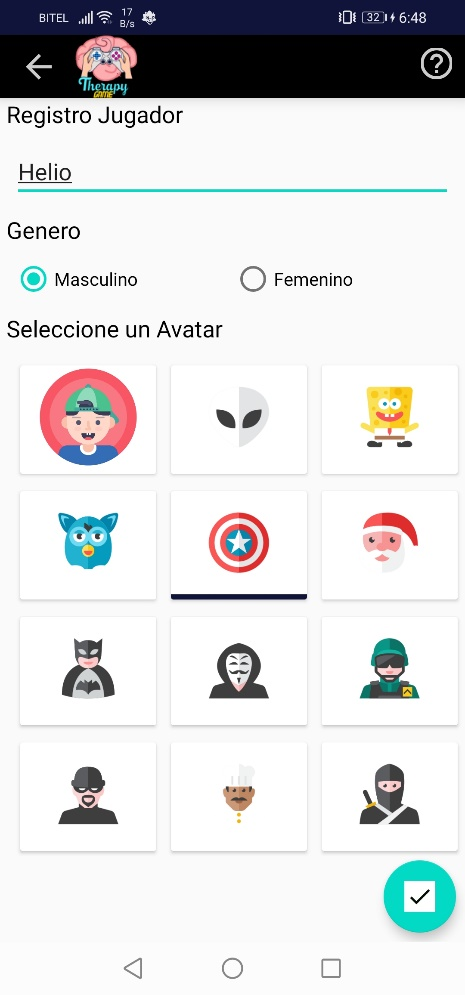 BITEL 17 B/s 32 6:48
Therapy
GAME
Registro Jugador
Helio
Genero
Masculino Femenino
Seleccione un Avatar